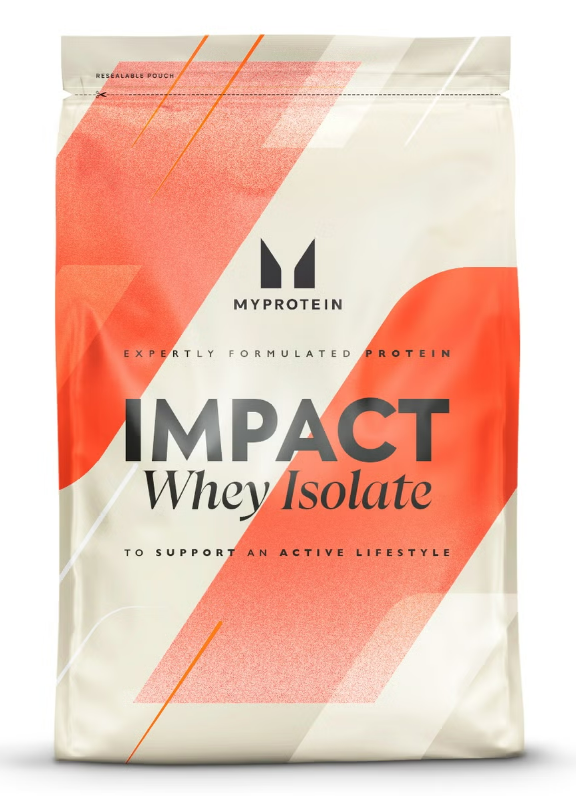 RESEALABLE POUCH
MYPROTEIN
EXPERTLY FORMULATED PROTEIN
IMPACT
Whey Isolate
TO SUPPORT AN ACTIVE LIFESTYLE